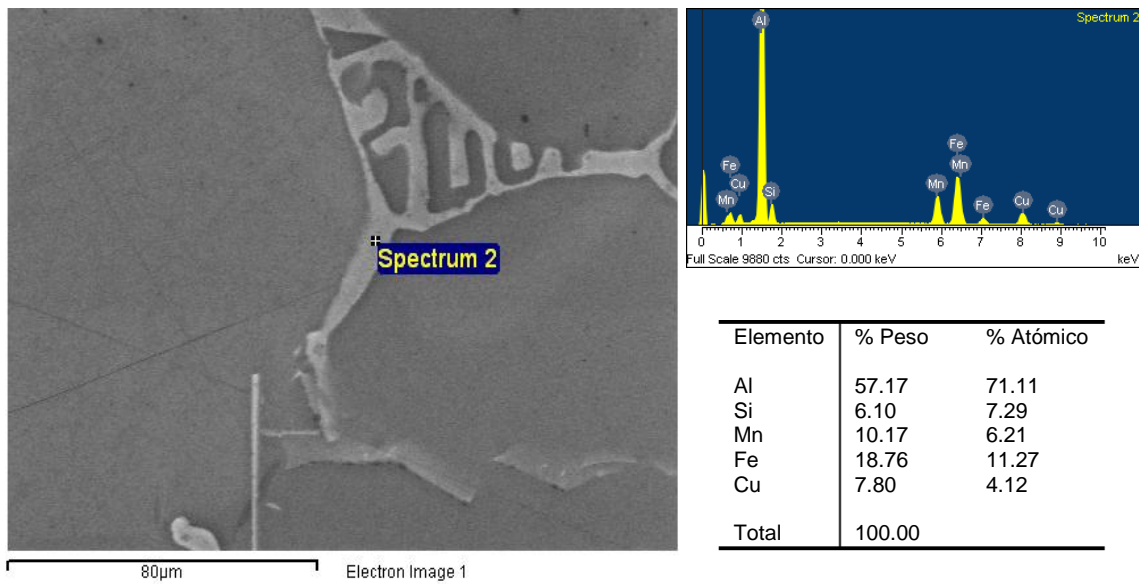 Spectrum 2
80µm
Electron Image 1
Spectrum 2
Al
Fe
Fe
Cu
Mn
Mn
Si
Mn
Fe
Cu
Cu
0 1 2 3 4 5 6 7 8 9 10
Full Scale 9880 cts Cursor: 0.000 keV
keV
Elemento % Peso % Atómico
Al 57.17 71.11
Si 6.10 7.29
Mn 10.17 6.21
Fe 18.76 11.27
Cu 7.80 4.12
Total 100.00